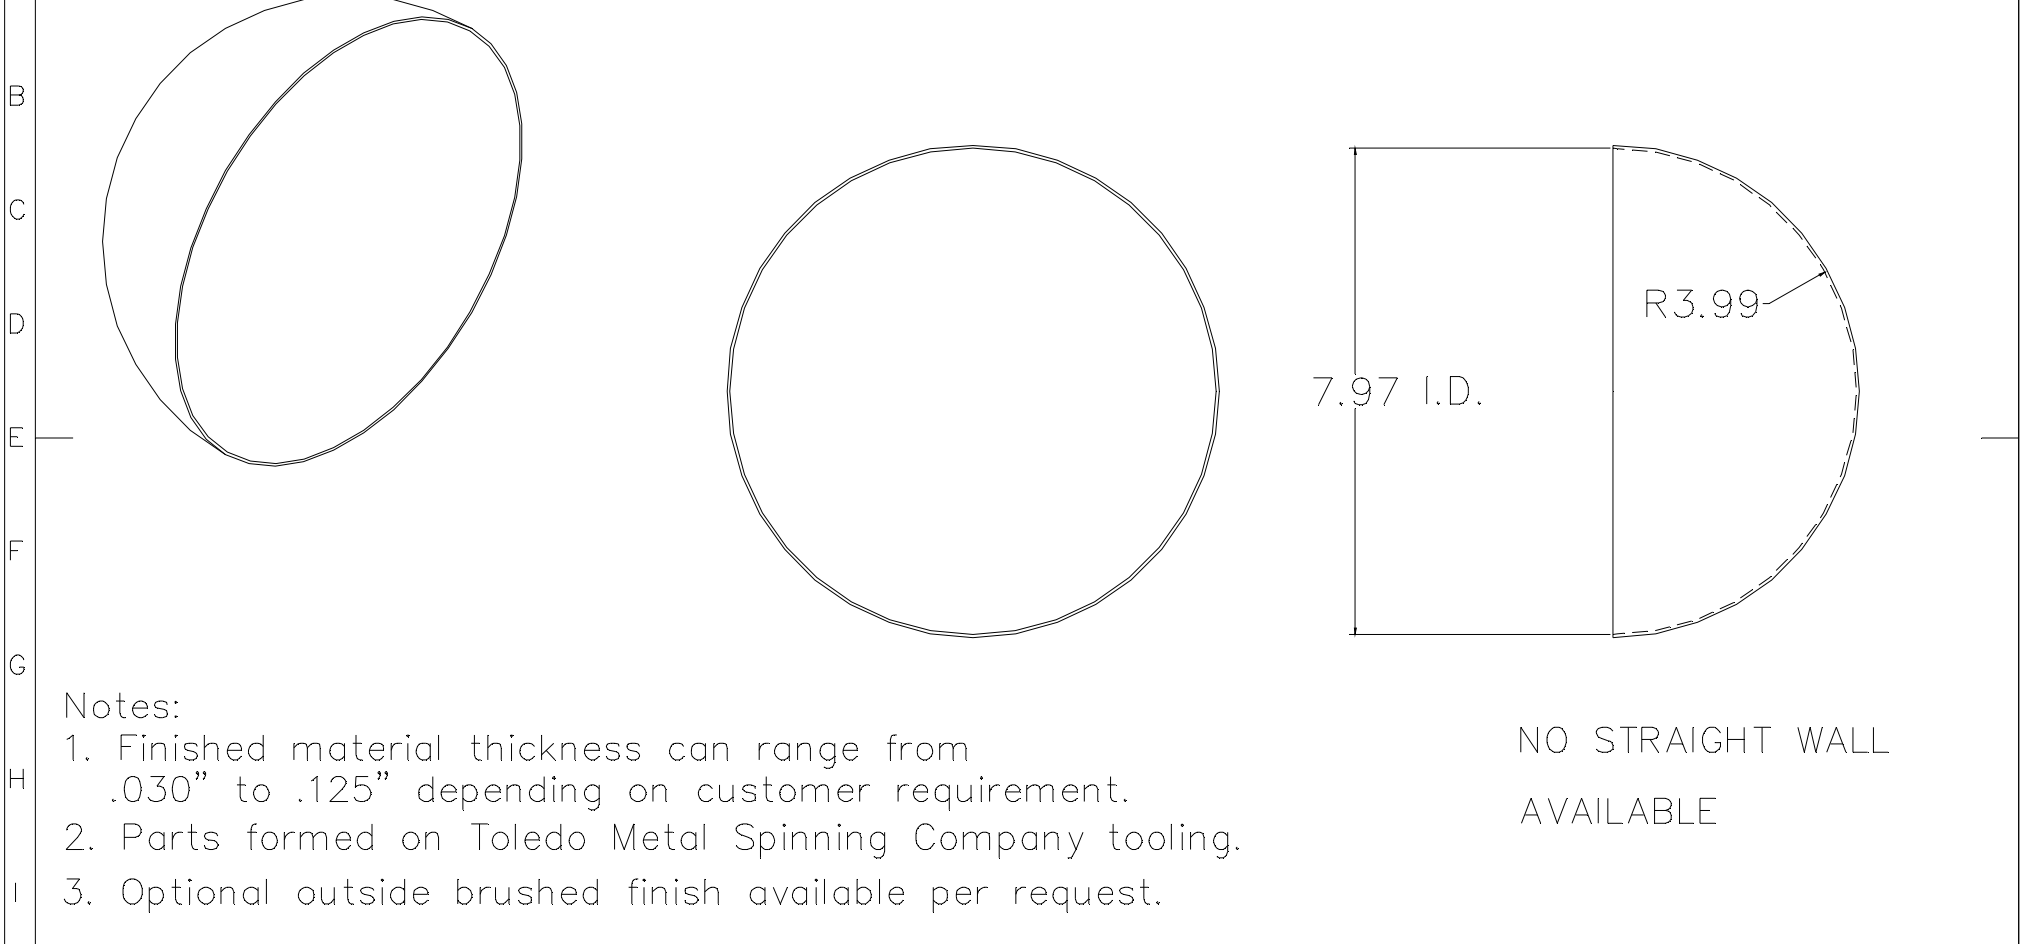 B
C
D
E
F
G
H
I
R3.99
7.97 I.D.
Notes:
1. Finished material thickness can range from
.030” to .125” depending on customer requirement.
2. Parts formed on Toledo Metal Spinning Company tooling.
3. Optional outside brushed finish available per request.
NO STRAIGHT WALL
AVAILABLE